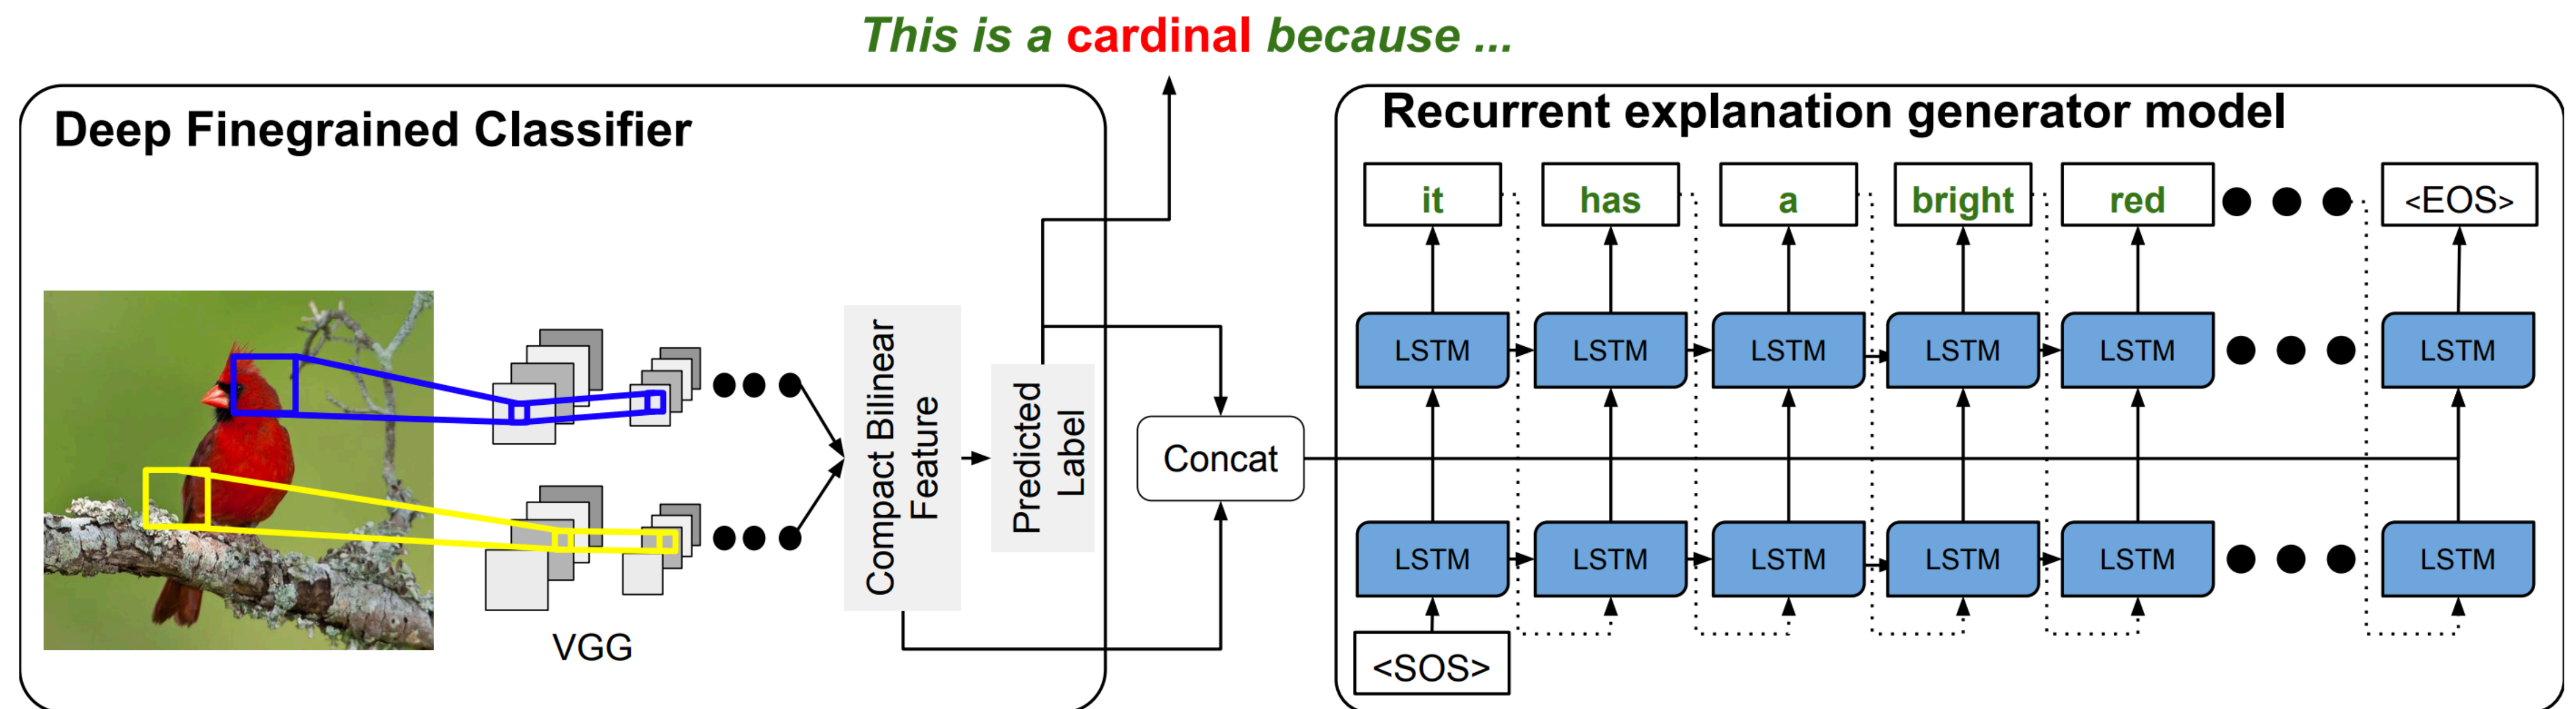 This is a cardinal because ...
Deep Finegrained Classifier
VGG
Compact Bilinear
Feature
Predicted
Label
Concat
Recurrent explanation generator model
it has a bright red <EOS>
LSTM LSTM LSTM LSTM LSTM LSTM
LSTM LSTM LSTM LSTM LSTM LSTM
<SOS>